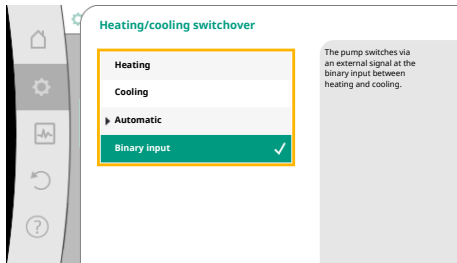 Heating/cooling switchover
Heating
Cooling
Automatic
Binary input
The pump switches via
an external signal at the
binary input between
heating and cooling.